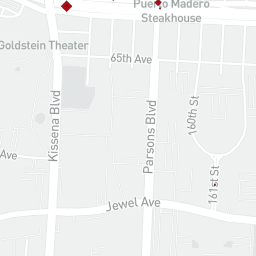 Puerto Madero
Steakhouse
Goldstein Theater
65th Ave
Kissena Blvd
Parsons Blvd
160th St
Ave
161st St
Jewel Ave